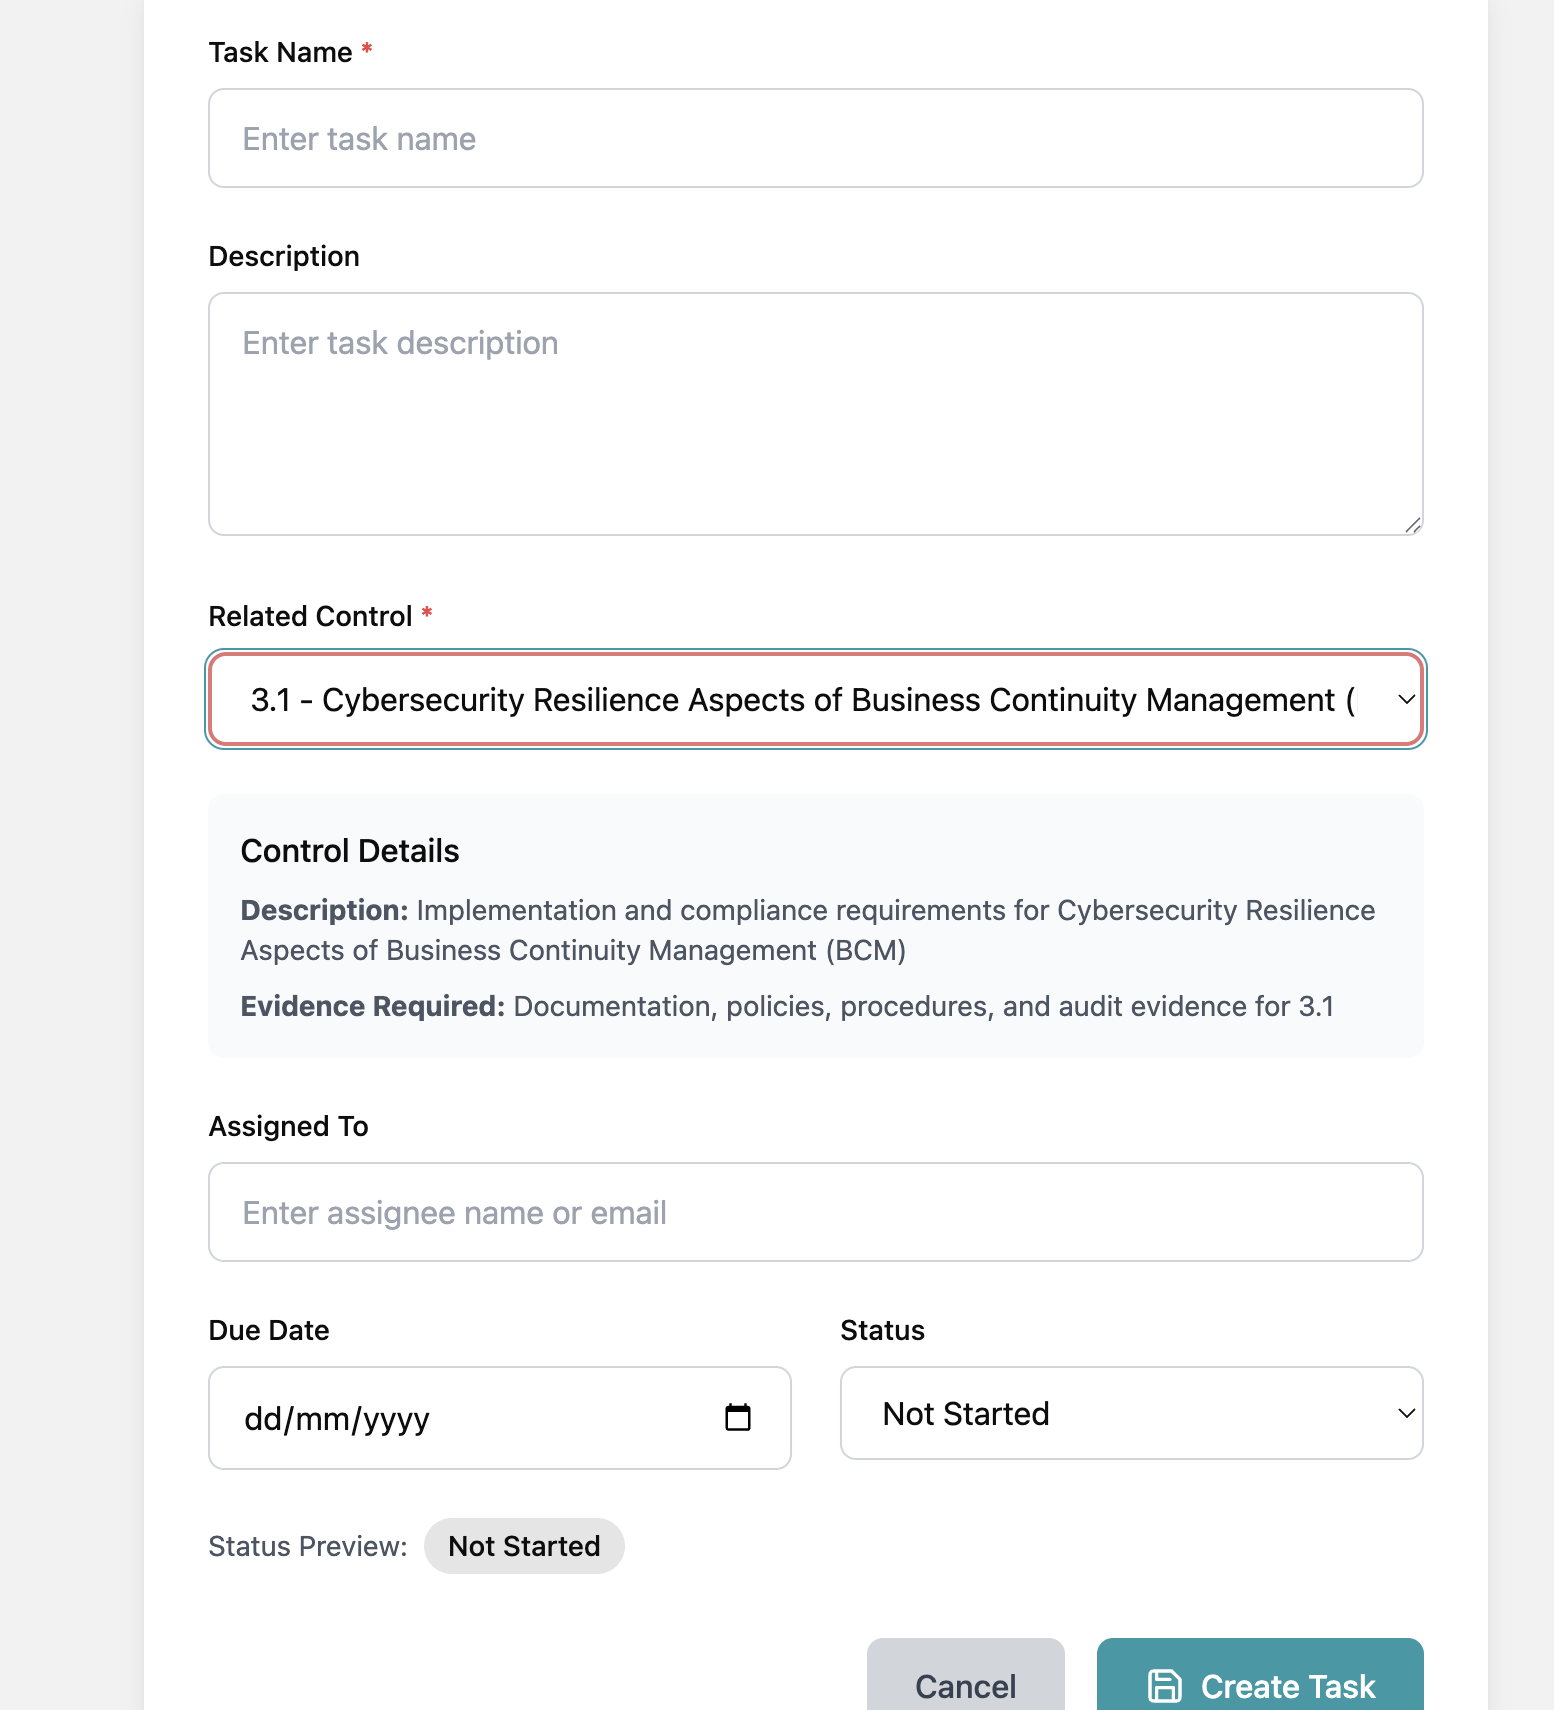 Task Name *
Enter task name
Description
Enter task description
Related Control *
3.1 - Cybersecurity Resilience Aspects of Business Continuity Management (
Control Details
Description: Implementation and compliance requirements for Cybersecurity Resilience
Aspects of Business Continuity Management (BCM)
Evidence Required: Documentation, policies, procedures, and audit evidence for 3.1
Assigned To
Enter assignee name or email
Due Date
dd/mm/yyyy
Status
Not Started
Status Preview: Not Started
Cancel
Create Task